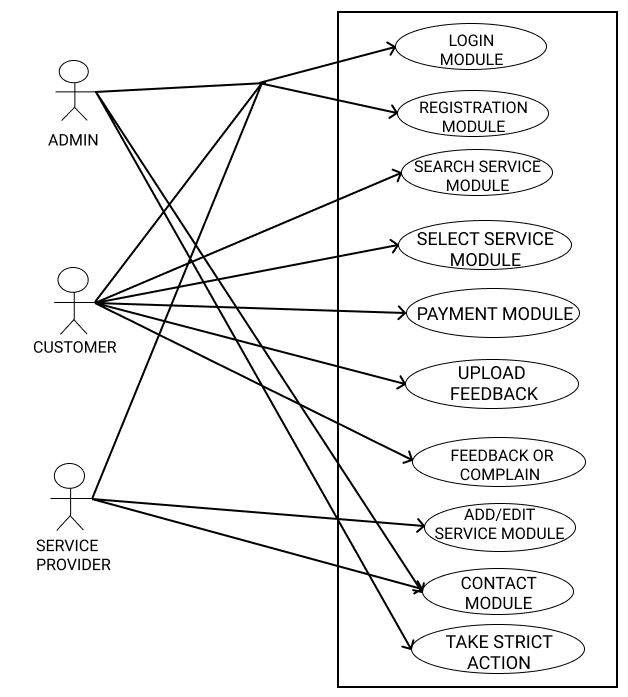 ADMIN
CUSTOMER
SERVICE
PROVIDER
LOGIN
MODULE
REGISTRATION
MODULE
SEARCH SERVICE
MODULE
SELECT SERVICE
MODULE
PAYMENT MODULE
UPLOAD
FEEDBACK
FEEDBACK OR
COMPLAIN
ADD/EDIT
SERVICE MODULE
CONTACT
MODULE
TAKE STRICT
ACTION